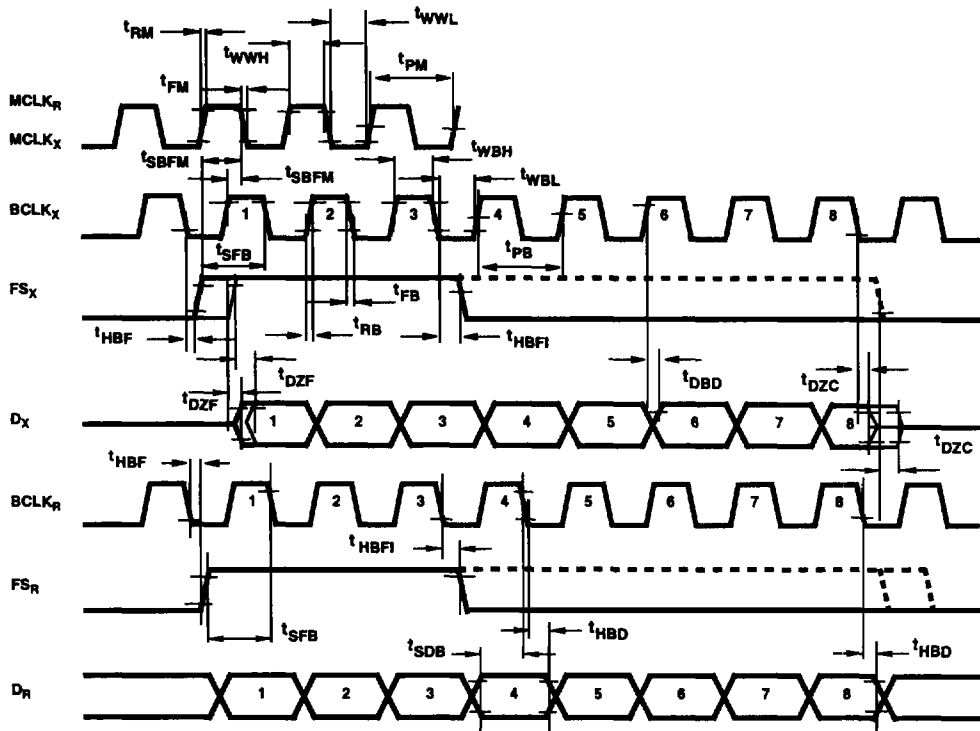 tRM
tWWL
tWWH
tPM
tFM
MCLKR
MCLKX
tSBFM
tWBH
tSBFM
tWBL
BCLKX
1 2 3 4 5 6 7 8
tSFB
tPB
FSX
tFB
tHBF
tRB
tHBFI
tDZF
tDBD
tDZC
tDZF
DX
1 2 3 4 5 6 7 8
tDZC
tHBF
BCLKR
1 2 3 4 5 6 7 8
tHBFI
FSR
tSFB
tSDB
tHBD
tHBD
DR
1 2 3 4 5 6 7 8